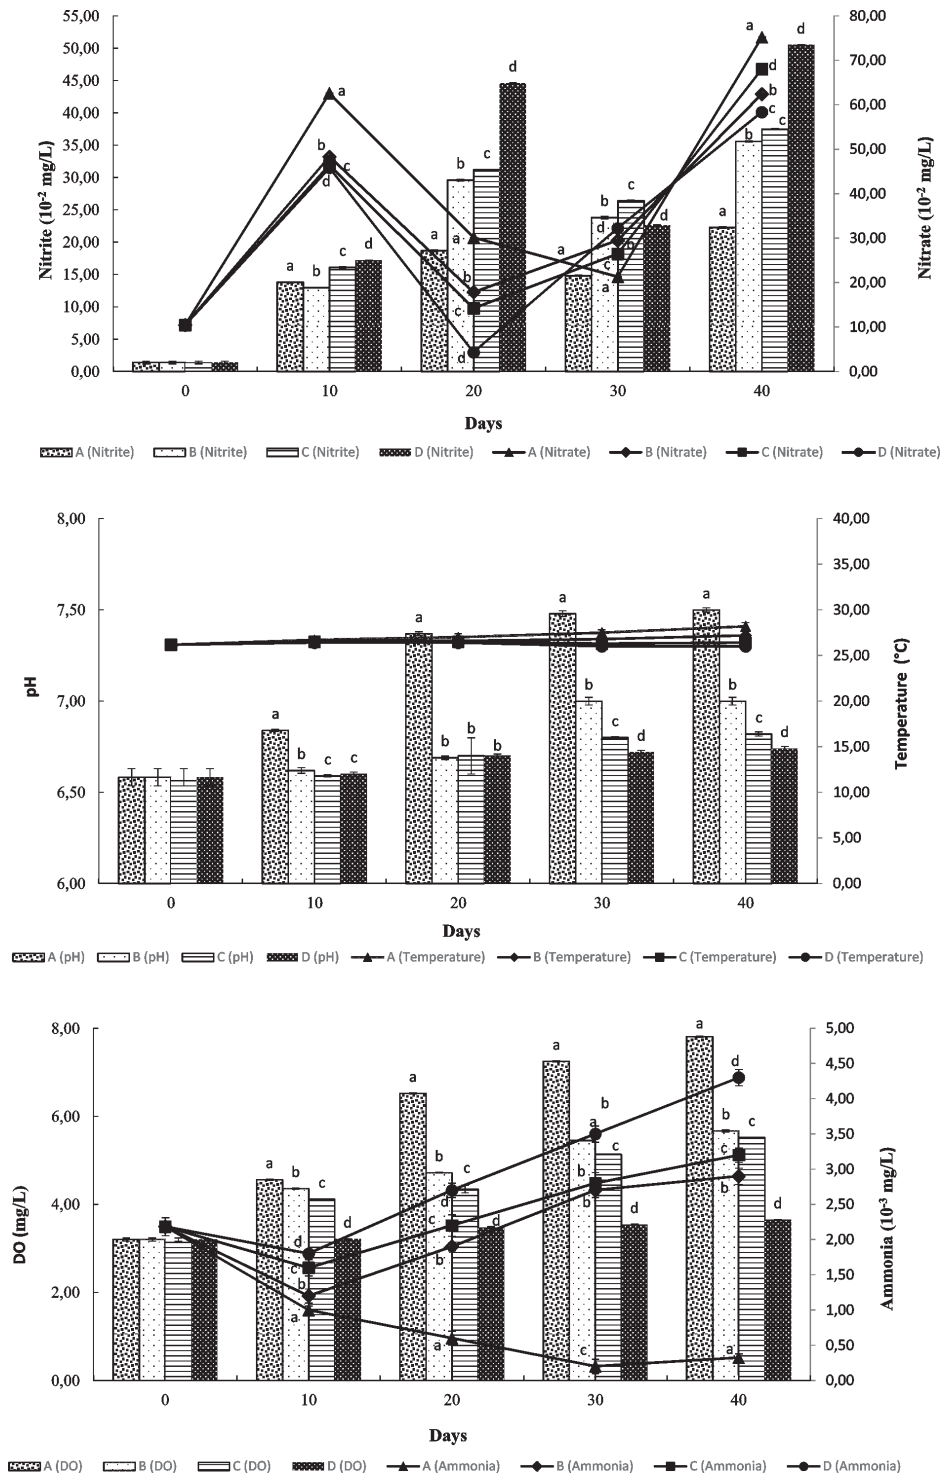 Nitrite (10-2 mg/L)
55,00
50,00
45,00
40,00
35,00
30,00
25,00
20,00
15,00
10,00
5,00
0,00
80,00
70,00
60,00
50,00
40,00
30,00
20,00
10,00
0,00
Nitrate (10-2 mg/L)
a
b
c
d
a
b
c
d
a
b
c
d
a
b
c
d
a
b
c
d
a
b
c
d
a
b
c
d
a
b
c
d
0 10 20 30 40
Days
A (Nitrite) B (Nitrite) C (Nitrite) D (Nitrite) A (Nitrate) B (Nitrate) C (Nitrate) D (Nitrate)
pH
8,00
7,50
7,00
6,50
6,00
40,00
35,00
30,00
25,00
20,00
15,00
10,00
5,00
0,00
Temperature (°C)
a b c c
a b b b
a b c d
a b c d
0 10 20 30 40
Days
A (pH) B (pH) C (pH) D (pH) A (Temperature) B (Temperature) C (Temperature) D (Temperature)
DO (mg/L)
8,00
6,00
4,00
2,00
0,00
5,00
4,50
4,00
3,50
3,00
2,50
2,00
1,50
1,00
0,50
0,00
Ammonia (10-3 mg/L)
a b c d
a b c d
a b c d
a b c d
d c b a
d c b a
a b b c
d c b a
0 10 20 30 40
Days
A (DO) B (DO) C (DO) D (DO) A (Ammonia) B (Ammonia) C (Ammonia) D (Ammonia)